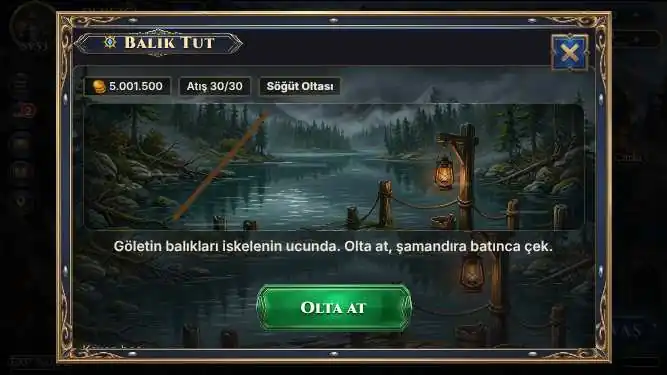 BALIK TUT
5.001.500
Atış 30/30
Söğüt Oltası
Göletin balıkları iskelenin ucunda. Olta at, şamandıra batınca çek.
OLTA AT